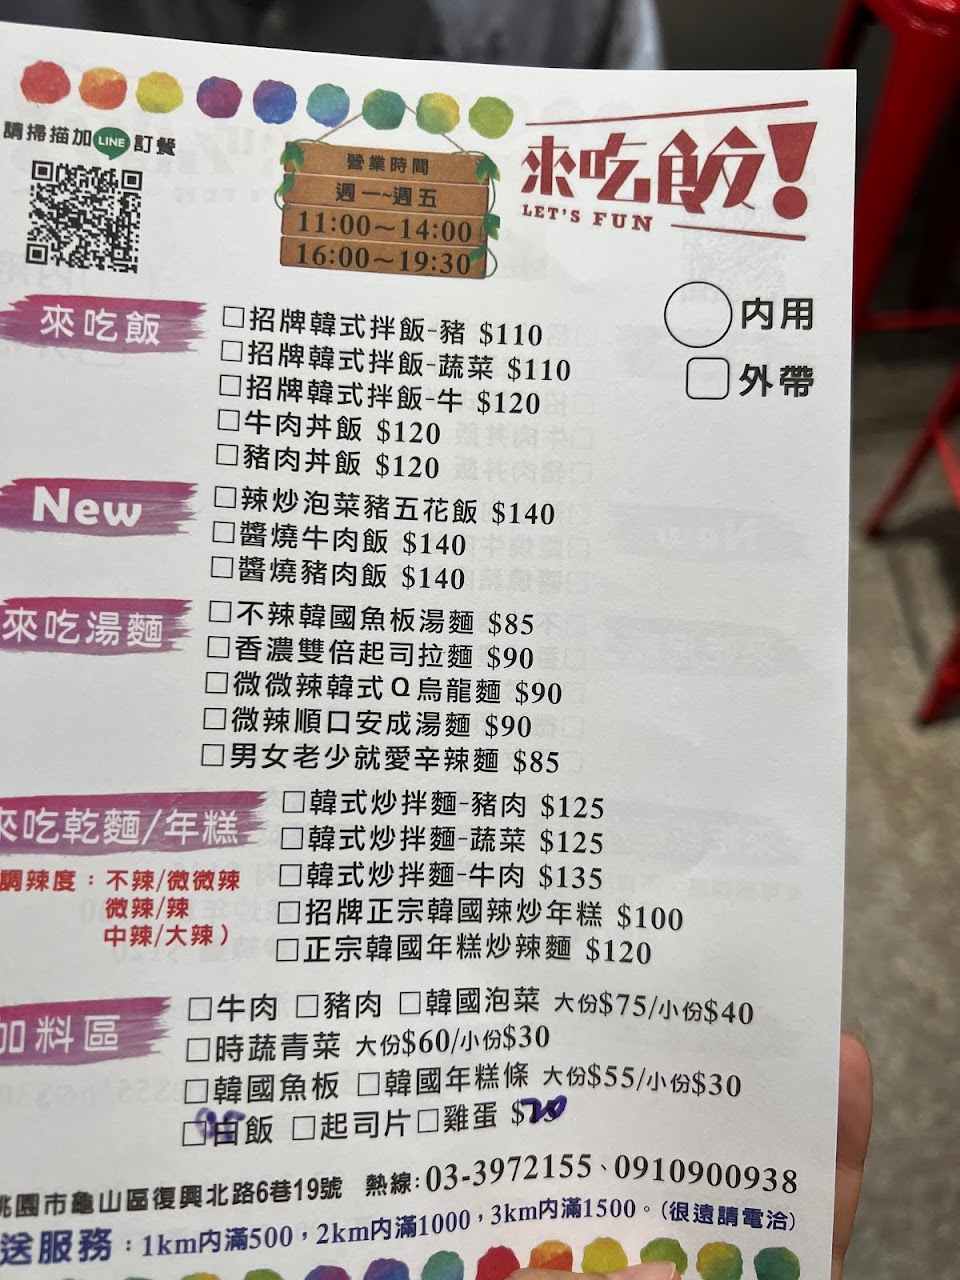 請掃描加LINE訂餐
營業時間
週一~週五
11:00～14:00
16:00～19:30
來吃飯!
LET'S FUN
内用
外帶
來吃飯
□招牌韓式拌飯-豬 $110
□招牌韓式拌飯-蔬菜 $110
□招牌韓式拌飯-牛 $120
□牛肉丼飯 $120
□豬肉丼飯 $120
New
□辣炒泡菜豬五花飯 $140
□醬燒牛肉飯 $140
□醬燒豬肉飯 $140
來吃湯麵
□不辣韓國魚板湯麵 $85
□香濃雙倍起司拉麵 $90
□微微辣韓式Q烏龍麵 $90
□微辣順口安成湯麵 $90
□男女老少就愛辛辣麵 $85
來吃乾麵/年糕
調辣度：不辣/微微辣
微辣/辣
中辣/大辣）
□韓式炒拌麵-豬肉 $125
□韓式炒拌麵-蔬菜 $125
□韓式炒拌麵-牛肉 $135
□招牌正宗韓國辣炒年糕 $100
□正宗韓國年糕炒辣麵 $120
加料區
□牛肉 □豬肉 □韓國泡菜 大份$75/小份$40
□時蔬青菜 大份$60/小份$30
□韓國魚板 □韓國年糕條 大份$55/小份$30
□白飯 □起司片□雞蛋 $20
桃園市龜山區復興北路6巷19號 熱線:03-3972155、0910900938
送服務：1km内滿500，2km内滿1000，3km内滿1500。(很遠請電洽)